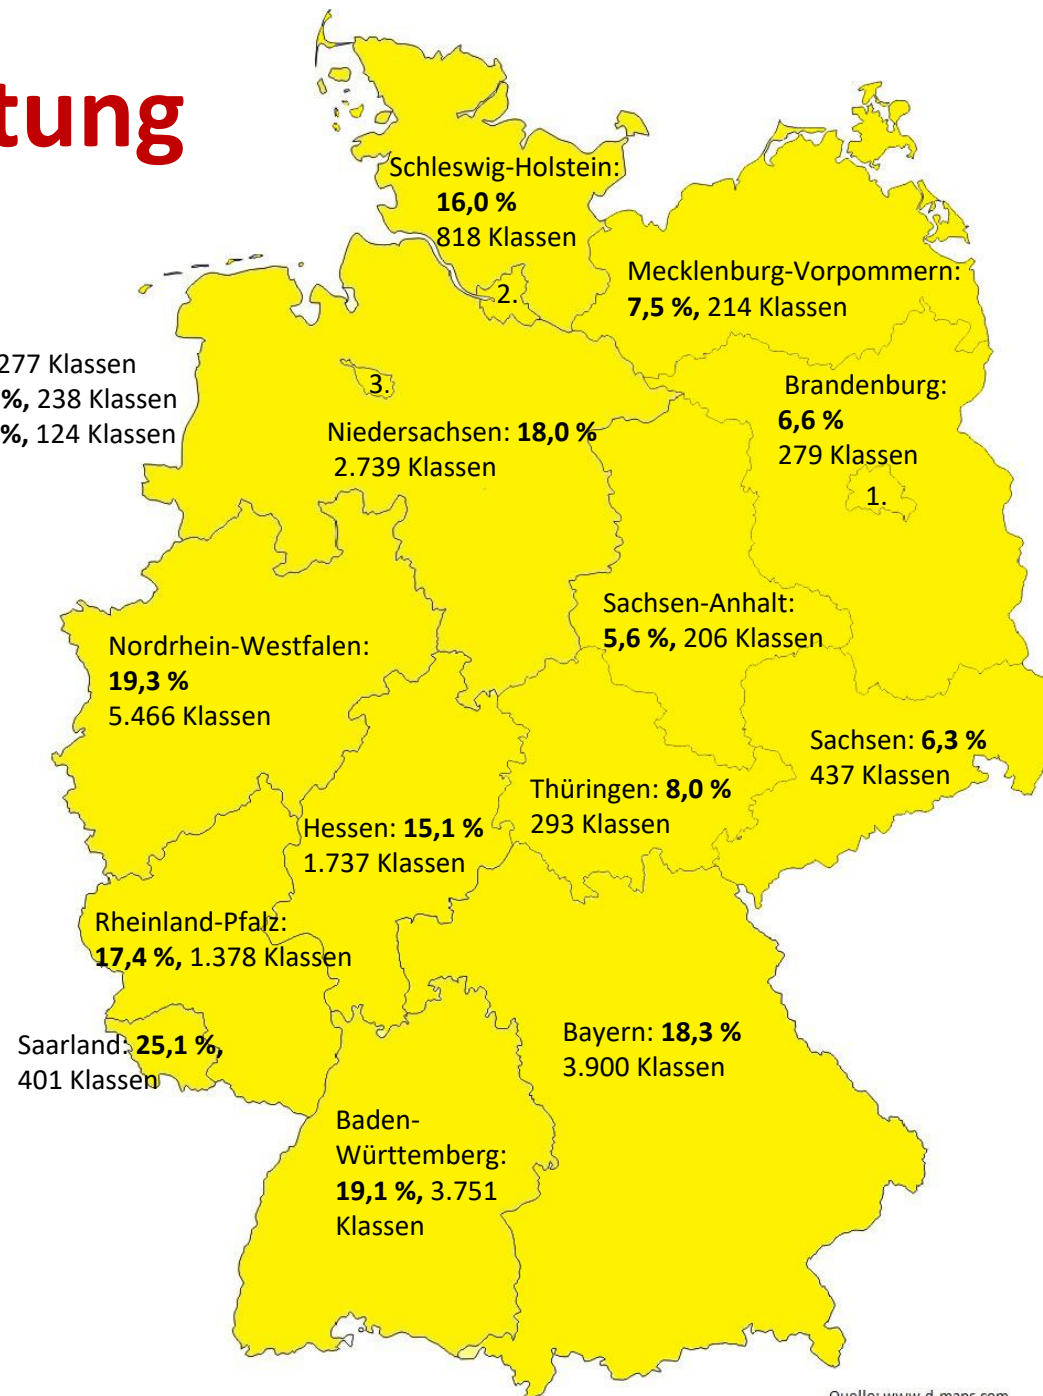 tung
Schleswig-Holstein:
16,0 %
818 Klassen
2.
Mecklenburg-Vorpommern:
7,5 %, 214 Klassen
277 Klassen
%, 238 Klassen
%, 124 Klassen
3.
Niedersachsen: 18,0 %
2.739 Klassen
Brandenburg:
6,6 %
279 Klassen
1.
Sachsen-Anhalt:
5,6 %, 206 Klassen
Nordrhein-Westfalen:
19,3 %
5.466 Klassen
Sachsen: 6,3 %
437 Klassen
Thüringen: 8,0 %
293 Klassen
Hessen: 15,1 %
1.737 Klassen
Rheinland-Pfalz:
17,4 %, 1.378 Klassen
Saarland: 25,1 %,
401 Klassen
Bayern: 18,3 %
3.900 Klassen
Baden-
Württemberg:
19,1 %, 3.751
Klassen
Quelle: www.d-maps.com